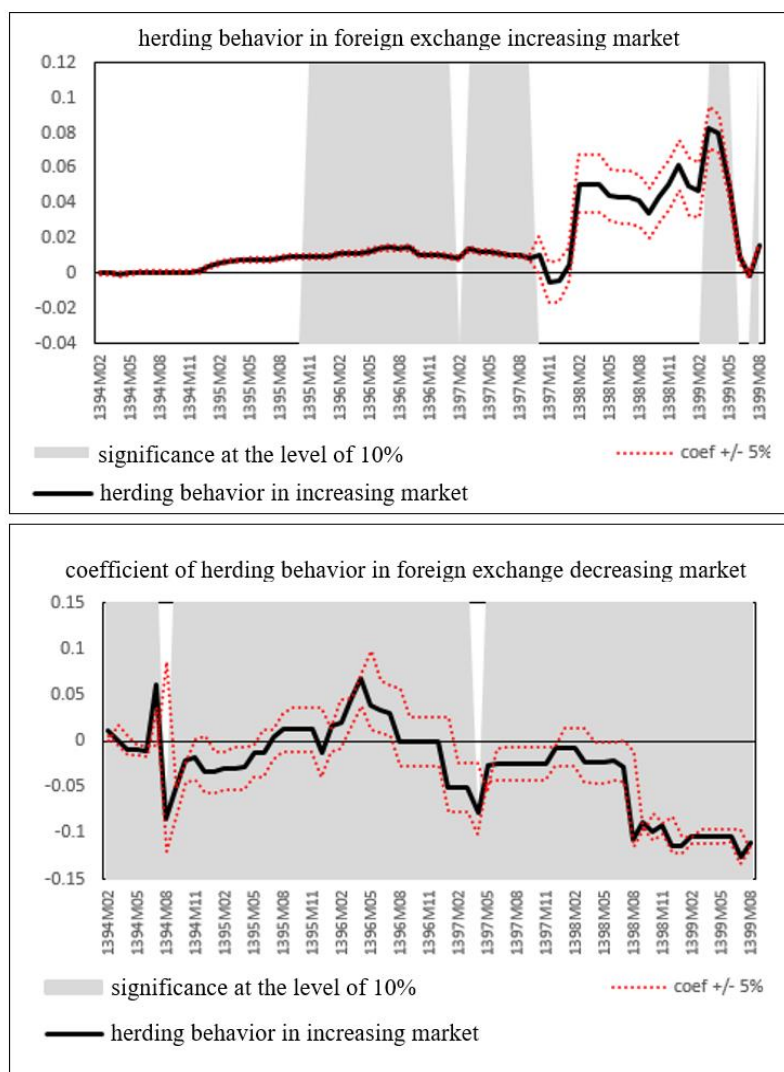 herding behavior in foreign exchange increasing market
0.12
0.1
0.08
0.06
0.04
0.02
0
-0.02
-0.04
1394M02
1394M05
1394M08
1394M11
1395M02
1395M05
1395M08
1395M11
1396M02
1396M05
1396M08
1396M11
1397M02
1397M05
1397M08
1397M11
1398M02
1398M05
1398M08
1398M11
1399M02
1399M05
1399M08
significance at the level of 10%
coef +/- 5%
herding behavior in increasing market
coefficient of herding behavior in foreign exchange decreasing market
0.15
0.1
0.05
0
-0.05
-0.1
-0.15
1394M02
1394M05
1394M08
1394M11
1395M02
1395M05
1395M08
1395M11
1396M02
1396M05
1396M08
1396M11
1397M02
1397M05
1397M08
1397M11
1398M02
1398M05
1398M08
1398M11
1399M02
1399M05
1399M08
significance at the level of 10%
coef +/- 5%
herding behavior in increasing market